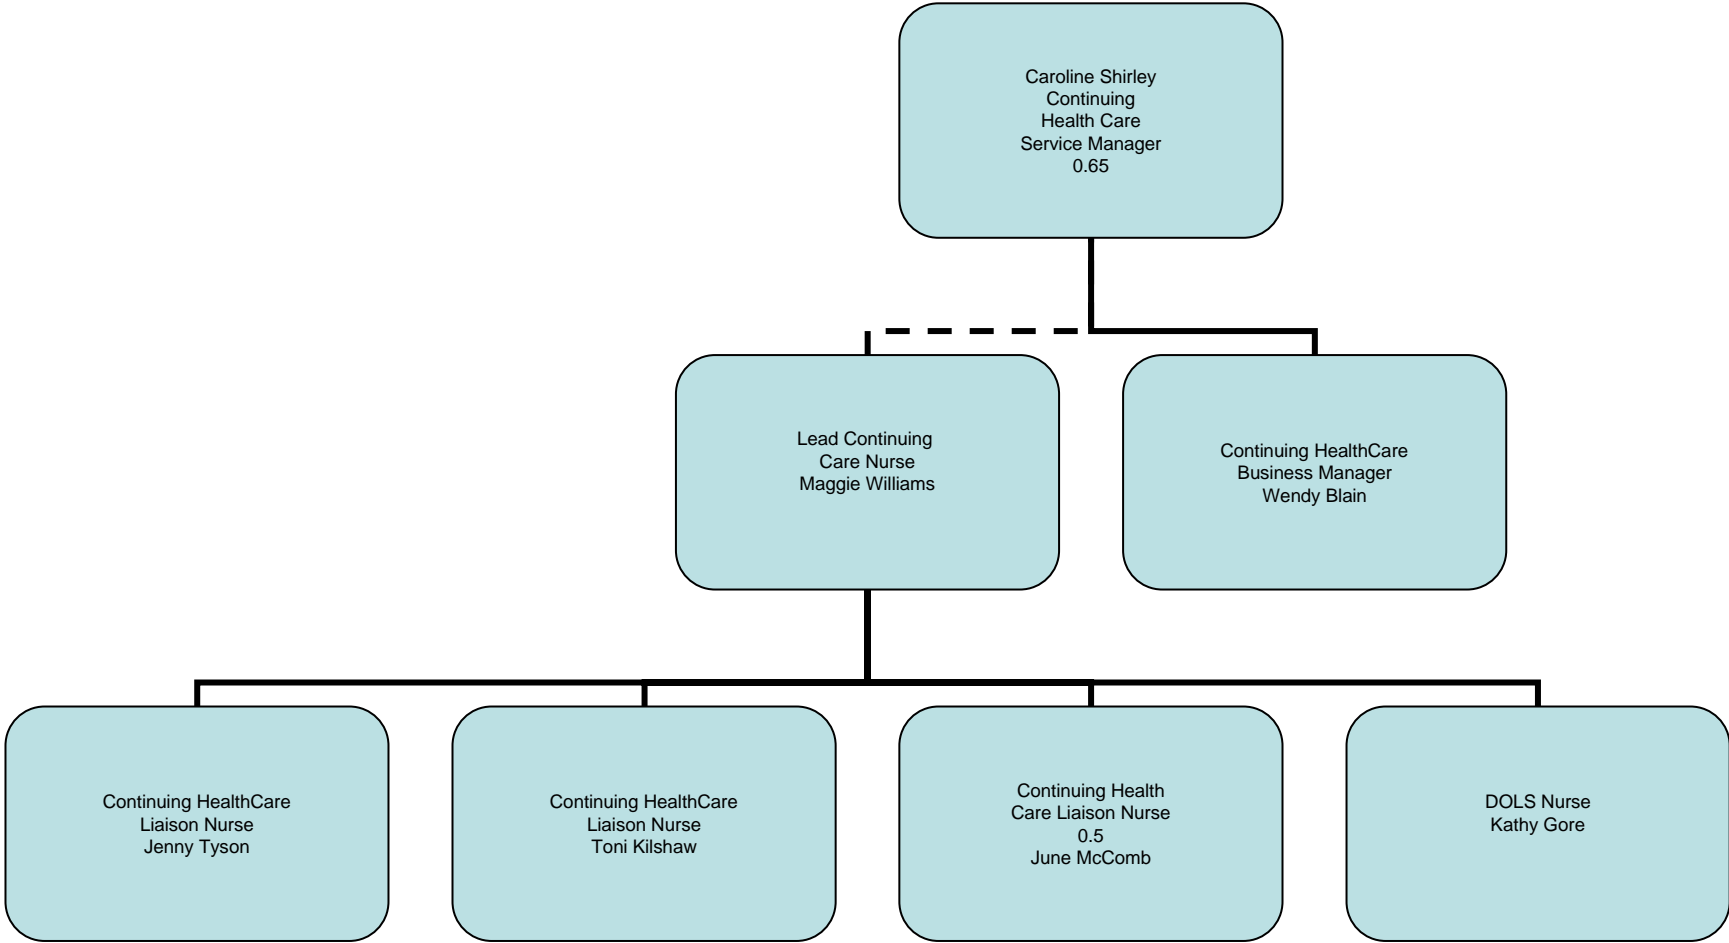 Caroline Shirley
Continuing
Health Care
Service Manager
0.65
Lead Continuing
Care Nurse
Maggie Williams
Continuing HealthCare
Business Manager
Wendy Blain
Continuing HealthCare
Liaison Nurse
Jenny Tyson
Continuing HealthCare
Liaison Nurse
Toni Kilshaw
Continuing Health
Care Liaison Nurse
0.5
June McComb
DOLS Nurse
Kathy Gore